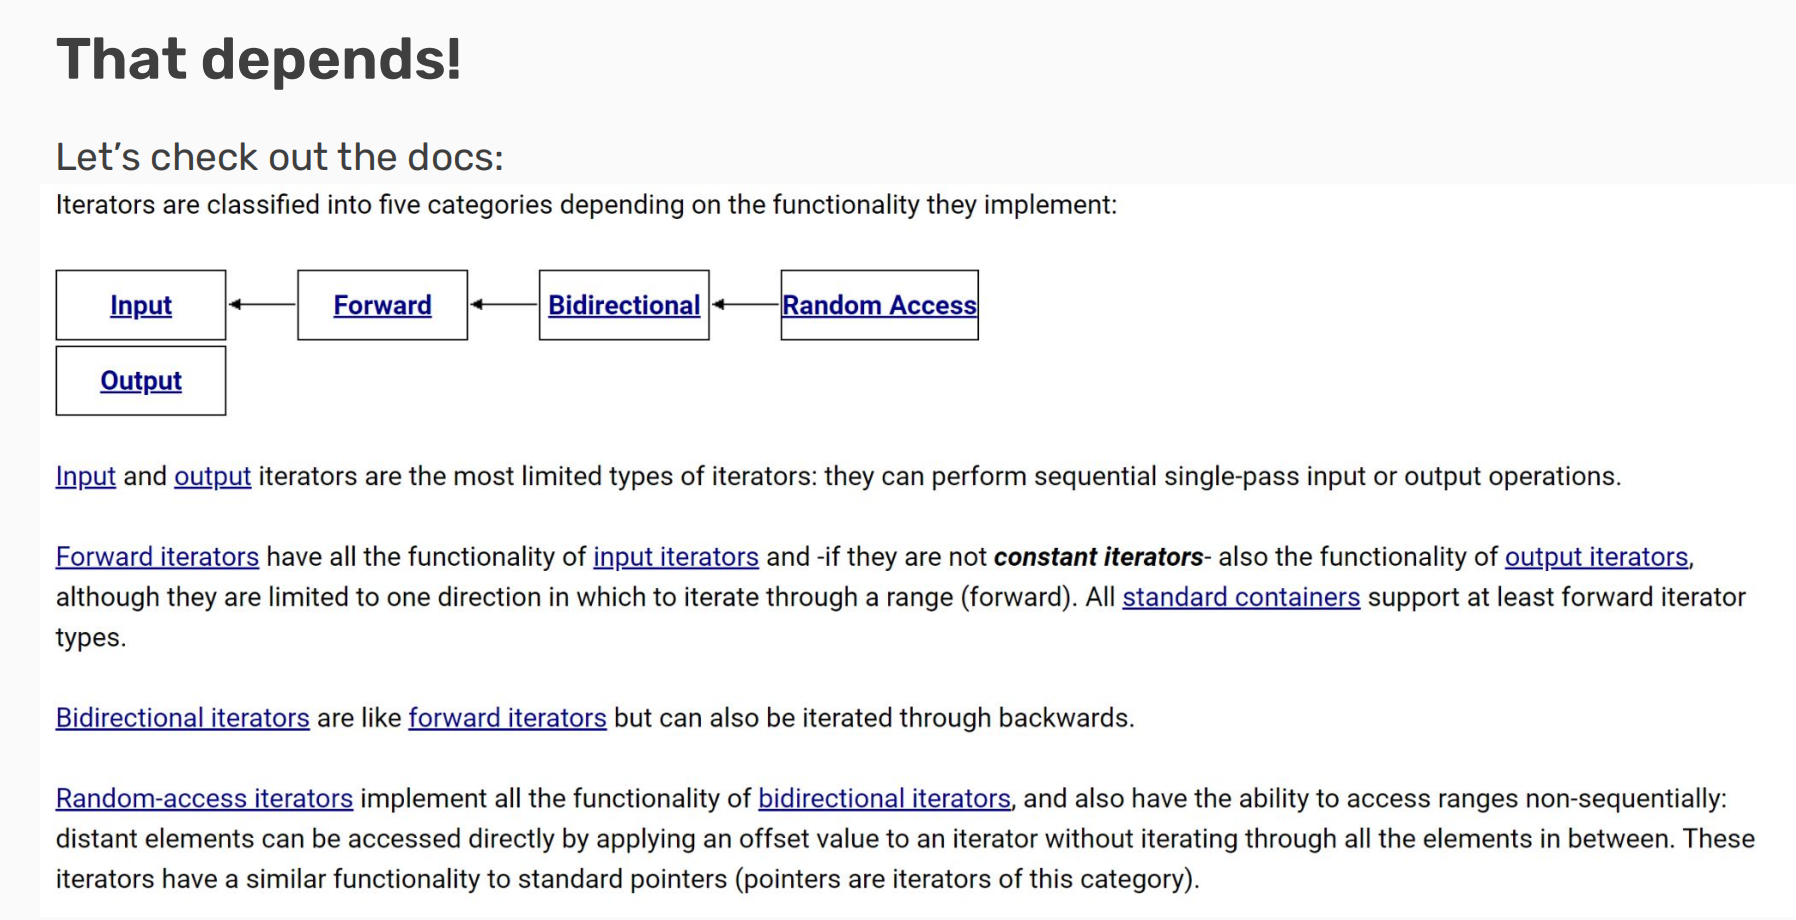 That depends!
Let’s check out the docs:
Iterators are classified into five categories depending on the functionality they implement:
Input
Forward
Bidirectional
Random Access
Output
Input and output iterators are the most limited types of iterators: they can perform sequential single-pass input or output operations.
Forward iterators have all the functionality of input iterators and -if they are not constant iterators- also the functionality of output iterators,
although they are limited to one direction in which to iterate through a range (forward). All standard containers support at least forward iterator
types.
Bidirectional iterators are like forward iterators but can also be iterated through backwards.
Random-access iterators implement all the functionality of bidirectional iterators, and also have the ability to access ranges non-sequentially:
distant elements can be accessed directly by applying an offset value to an iterator without iterating through all the elements in between. These
iterators have a similar functionality to standard pointers (pointers are iterators of this category).